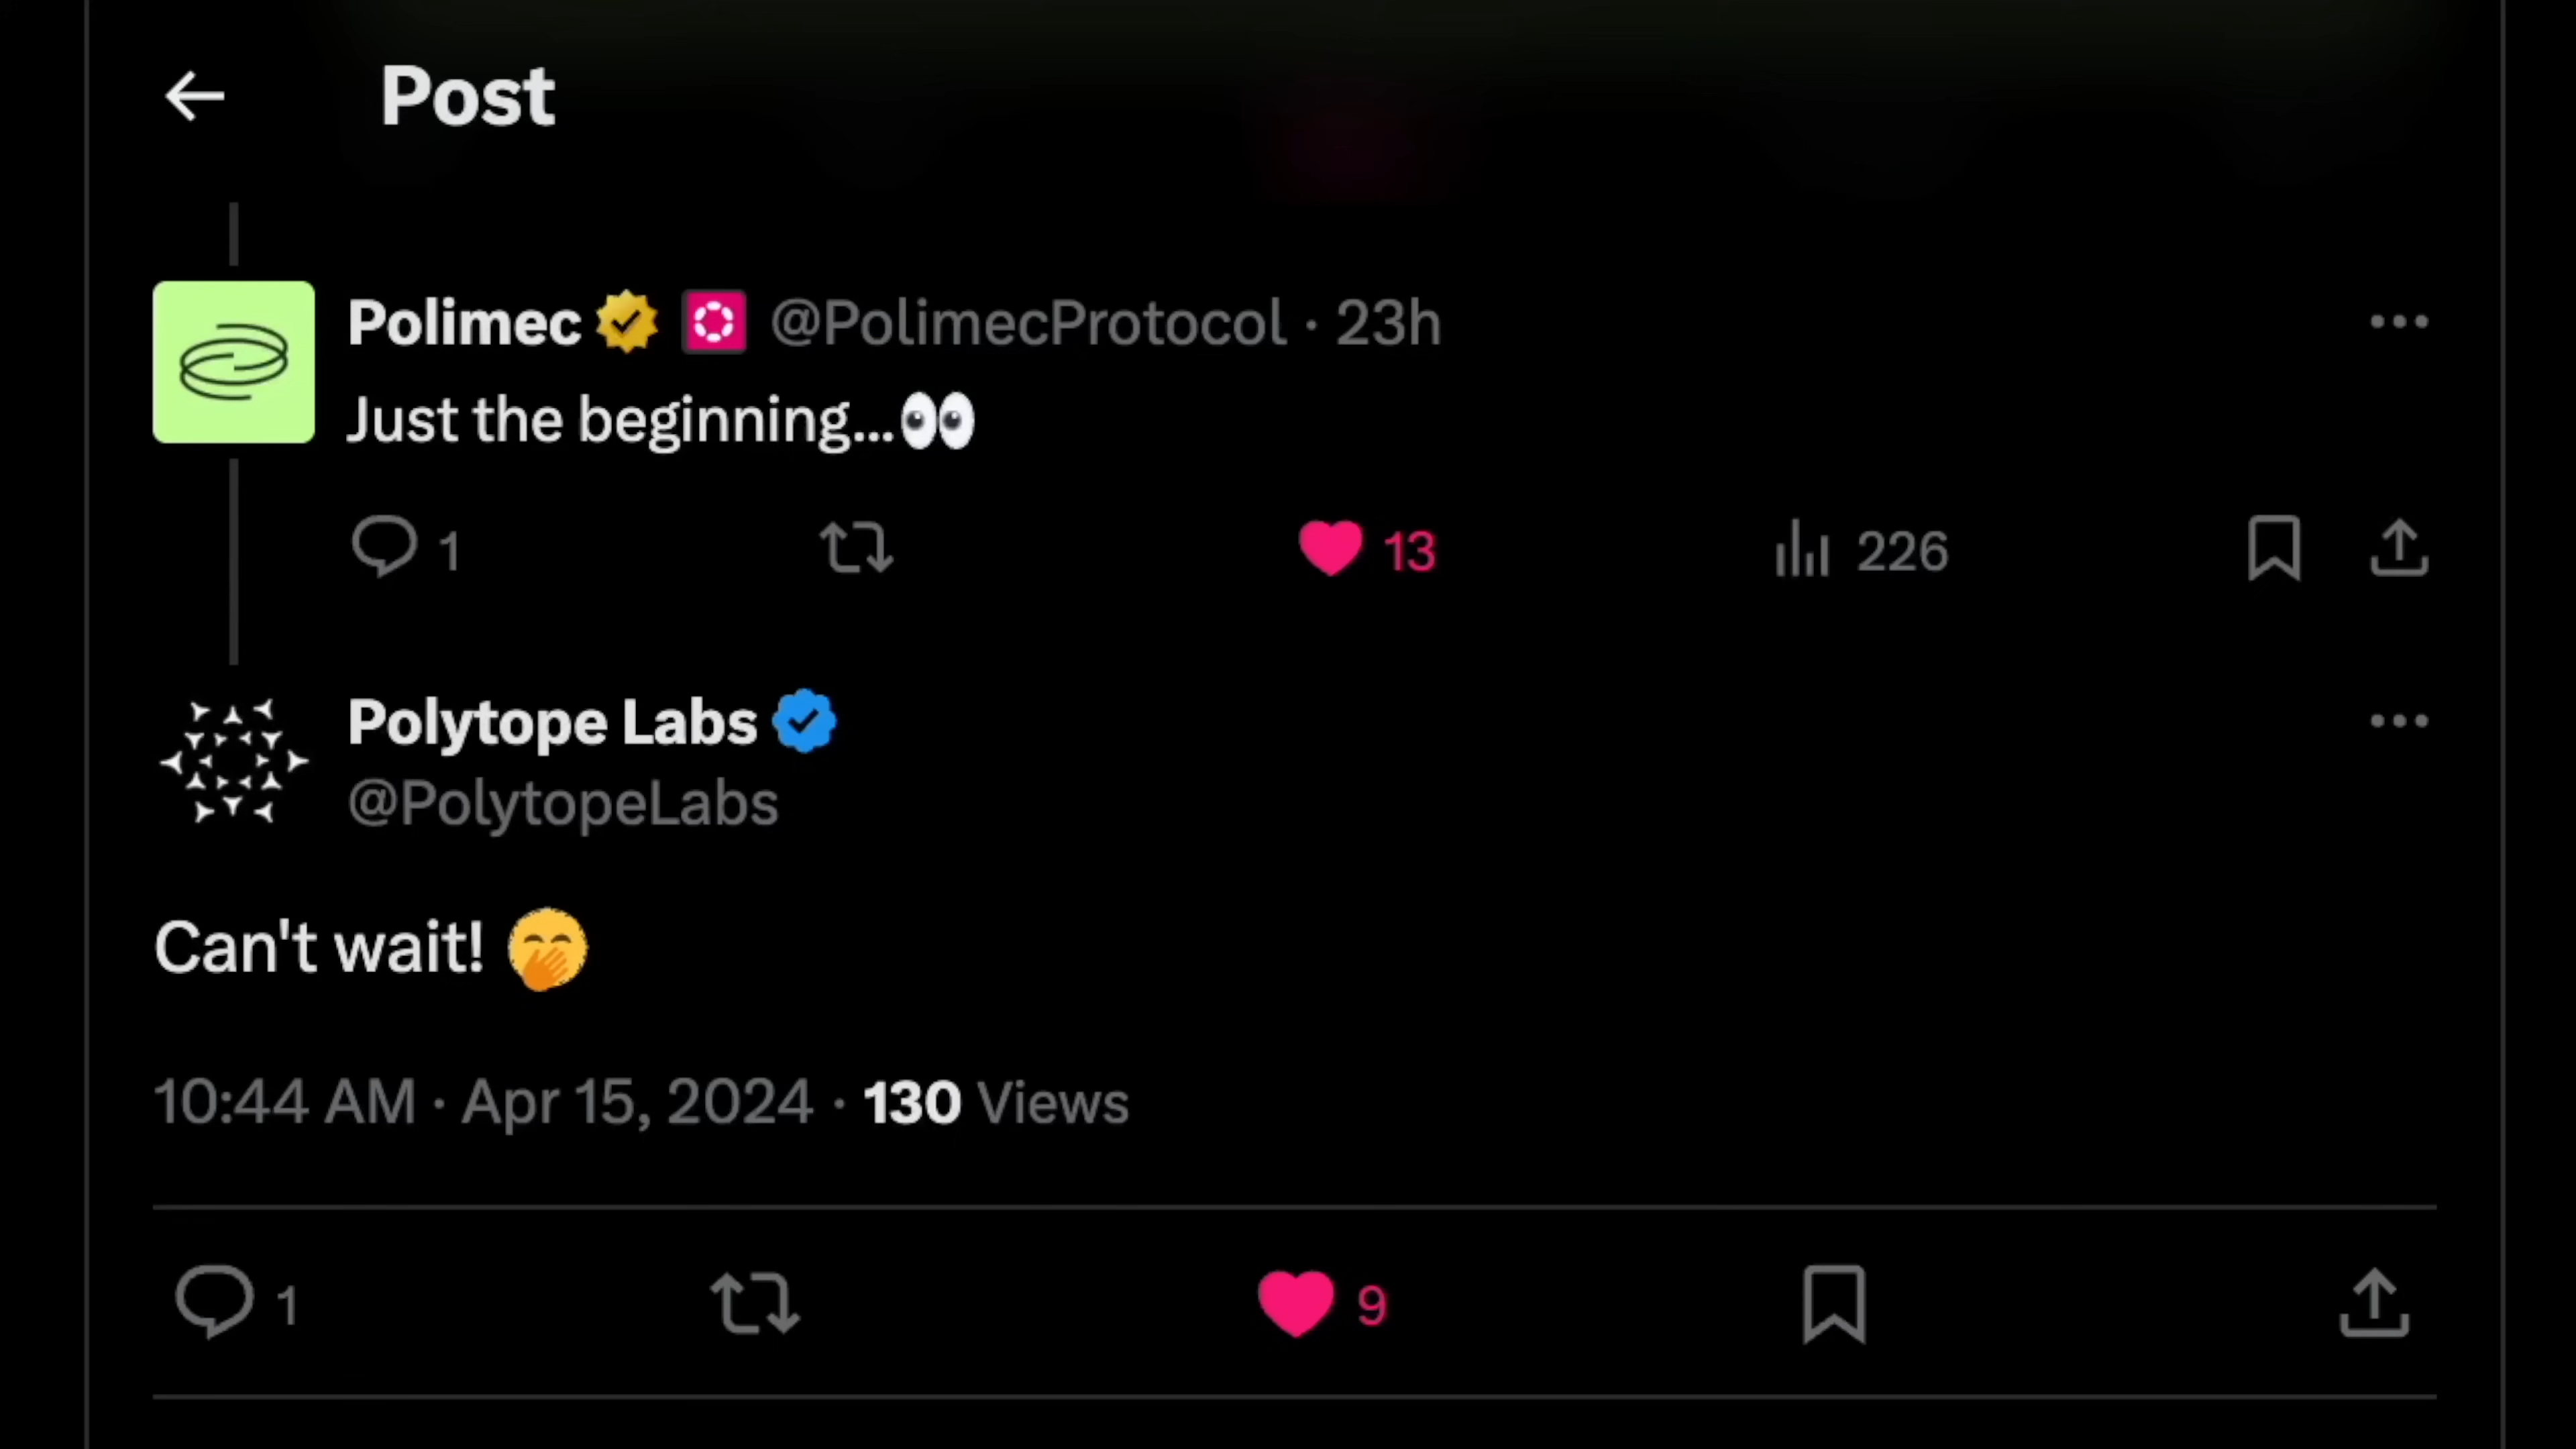 Post
Polimec @PolimecProtocol · 23h
Just the beginning...👀
1 13 226
Polytope Labs
@PolytopeLabs
Can't wait! 🤭
10:44 AM · Apr 15, 2024 · 130 Views
1 9